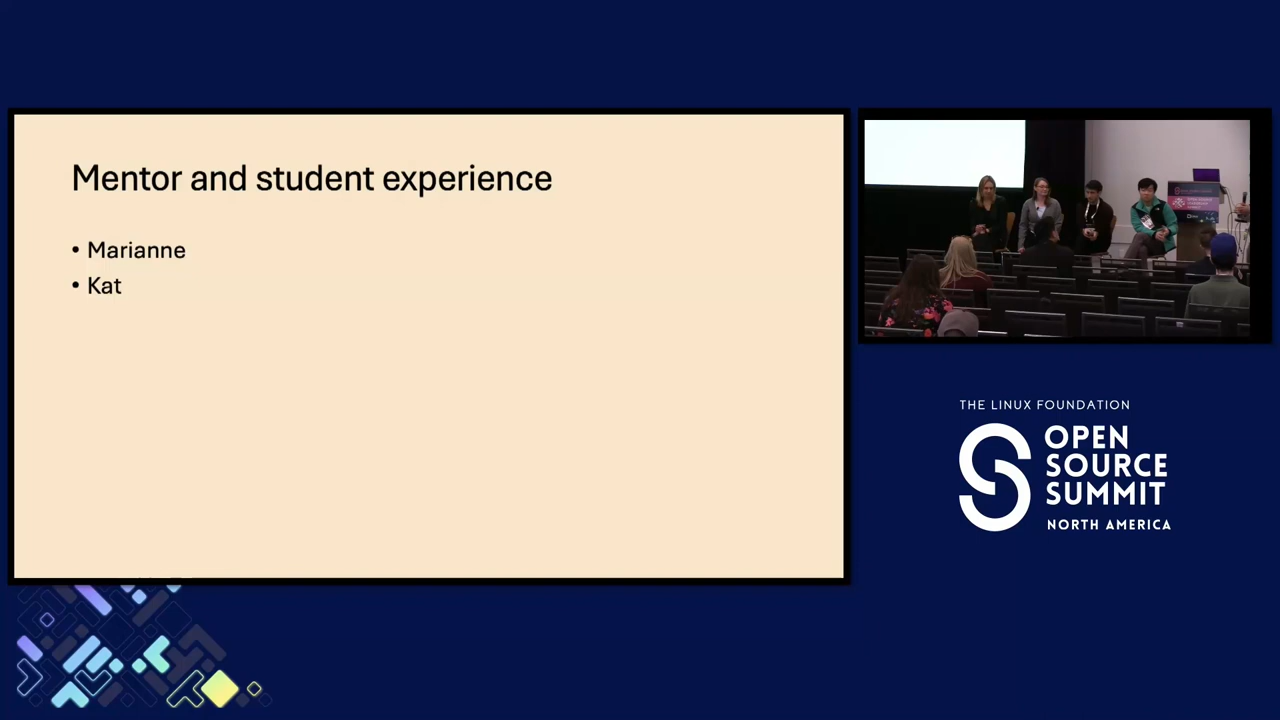 Mentor and student experience
• Marianne
• Kat
THE LINUX FOUNDATION
OPEN
SOURCE
SUMMIT
NORTH AMERICA